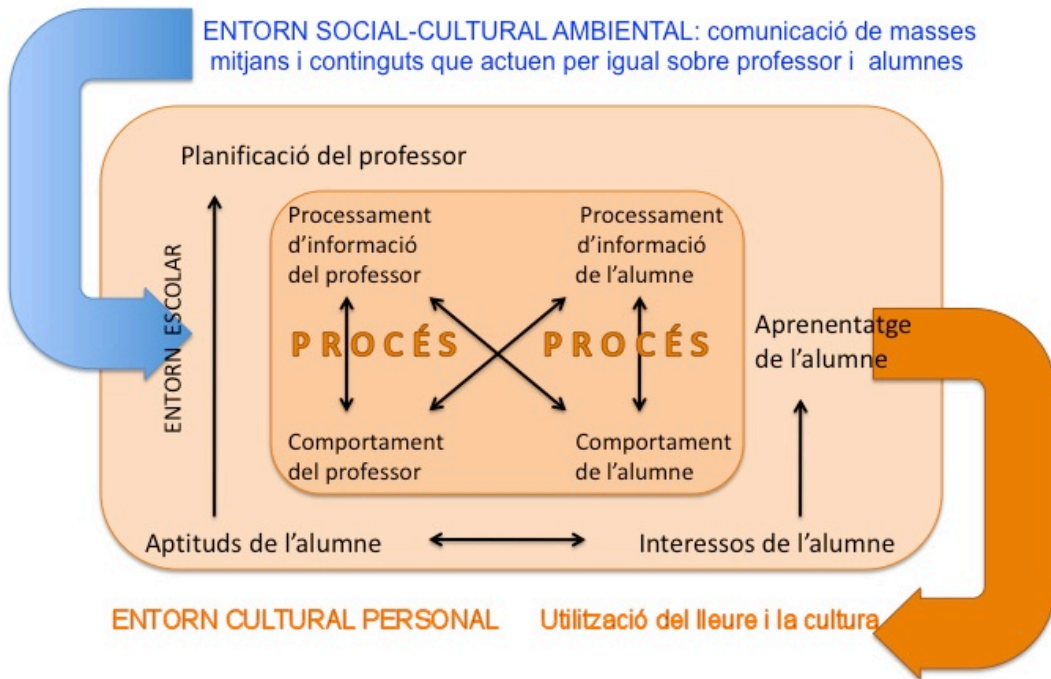 ENTORN SOCIAL-CULTURAL AMBIENTAL: comunicació de masses
mitjans i continguts que actuen per igual sobre professor i alumnes
Planificació del professor
ENTORN ESCOLAR
Processament
d’informació
del professor
Processament
d’informació
de l’alumne
PROCÉS
PROCÉS
Aprenentatge
de l’alumne
Comportament
del professor
Comportament
de l’alumne
Aptituds de l’alumne
Interessos de l’alumne
ENTORN CULTURAL PERSONAL
Utilització del lleure i la cultura